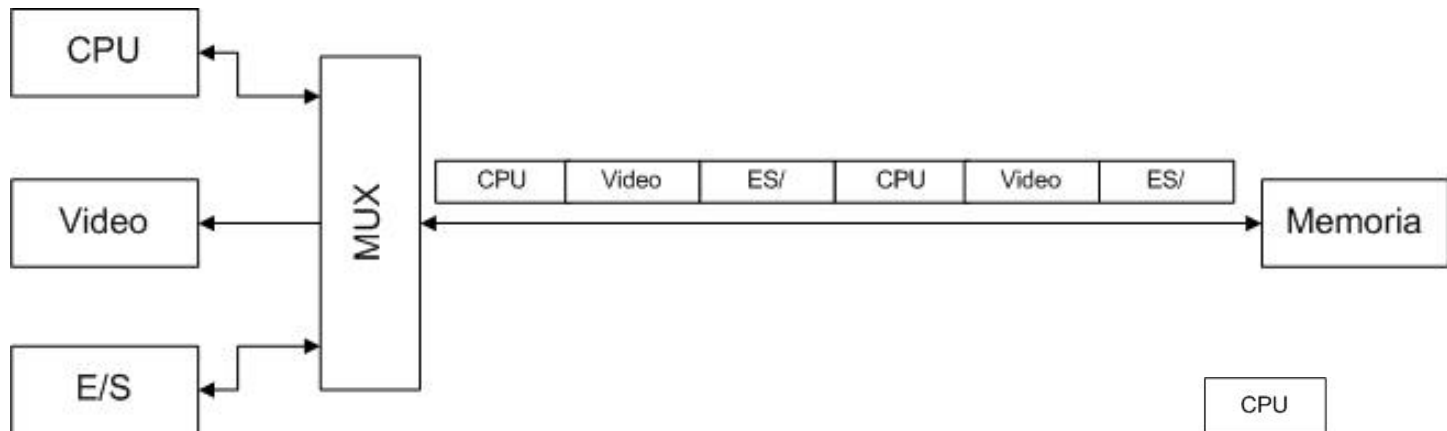 CPU
Video
E/S
MUX
CPU Video ES/ CPU Video ES/
Memoria
CPU